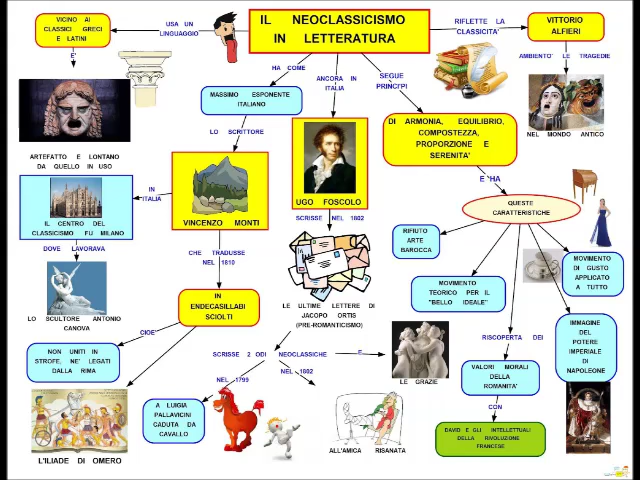 IL NEOCLASSICISMO
IN LETTERATURA
USA UN
LINGUAGGIO
VICINO AI
CLASSICI GRECI
E LATINI
E'
ARTEFATTO E LONTANO
DA QUELLO IN USO
RIFLETTE LA
"CLASSICITA'
VITTORIO
ALFIERI
AMBIENTO' LE TRAGEDIE
NEL MONDO ANTICO
HA COME
MASSIMO ESPONENTE
ITALIANO
LO SCRITTORE
VINCENZO MONTI
IN
ITALIA
IL CENTRO DEL
CLASSICISMO FU MILANO
DOVE LAVORAVA
LO SCULTORE ANTONIO
CANOVA
CHE TRADUSSE
NEL 1810
IN
ENDECASILLABI
SCIOLTI
CIOE'
NON UNITI IN
STROFE, NE' LEGATI
DALLA RIMA
L'ILIADE DI OMERO
ANCORA IN
ITALIA
UGO FOSCOLO
SCRISSE NEL 1802
LE ULTIME LETTERE DI
JACOPO ORTIS
(PRE-ROMANTICISMO)
SCRISSE 2 ODI NEOCLASSICHE E
LE GRAZIE
NEL 1799
A LUIGIA
PALLAVICINI
CADUTA DA
CAVALLO
NEL 1802
ALL'AMICA RISANATA
SEGUE
PRINCI'PI
DI ARMONIA, EQUILIBRIO,
COMPOSTEZZA,
PROPORZIONE E
SERENITA'
E 'HA
QUESTE
CARATTERISTICHE
RIFIUTO
ARTE
BAROCCA
MOVIMENTO
TEORICO PER IL
"BELLO IDEALE"
RISCOPERTA DEI
VALORI MORALI
DELLA
ROMANITA'
CON
DAVID E GLI INTELLETTUALI
DELLA RIVOLUZIONE
FRANCESE
MOVIMENTO
DI GUSTO
APPLICATO
A TUTTO
IMMAGINE
DEL
POTERE
IMPERIALE
DI
NAPOLEONE